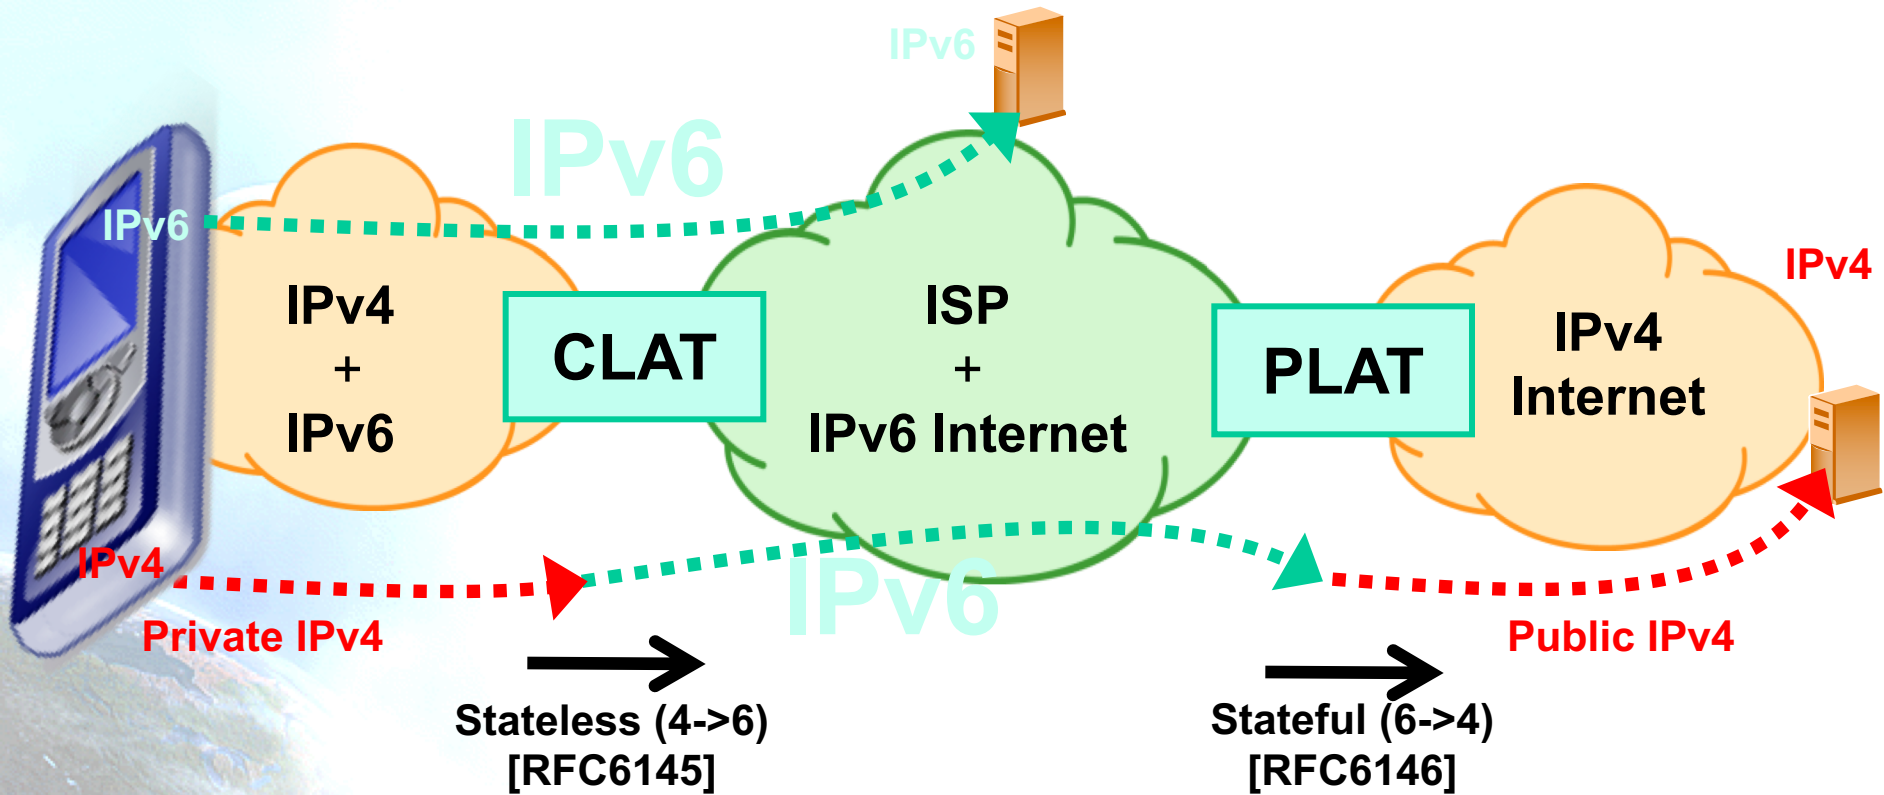 IPv6
IPv6
IPv6
IPv4
+
IPv6
CLAT
ISP
+
IPv6 Internet
PLAT
IPv4
Internet
IPv4
IPv4
Private IPv4
IPv6
Public IPv4
Stateless (4->6)
[RFC6145]
Stateful (6->4)
[RFC6146]